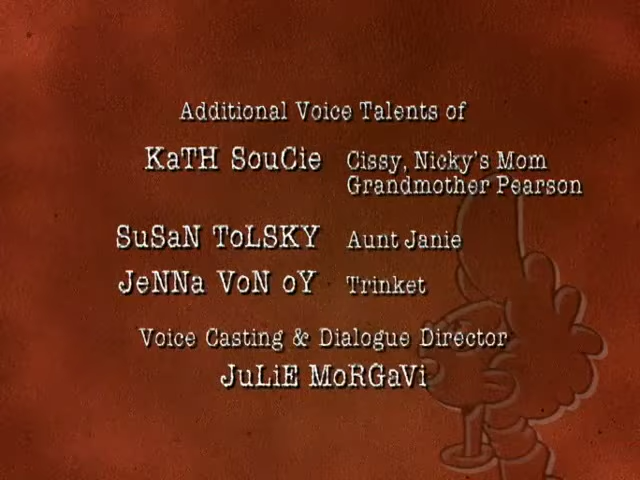 Additional Voice Talents of
KaTH SouCie Cissy, Nicky's Mom
Grandmother Pearson
SuSaN ToLSKY Aunt Janie
JeNNa VoN oY Trinket
Voice Casting & Dialogue Director
JuLiE MoRGaVi